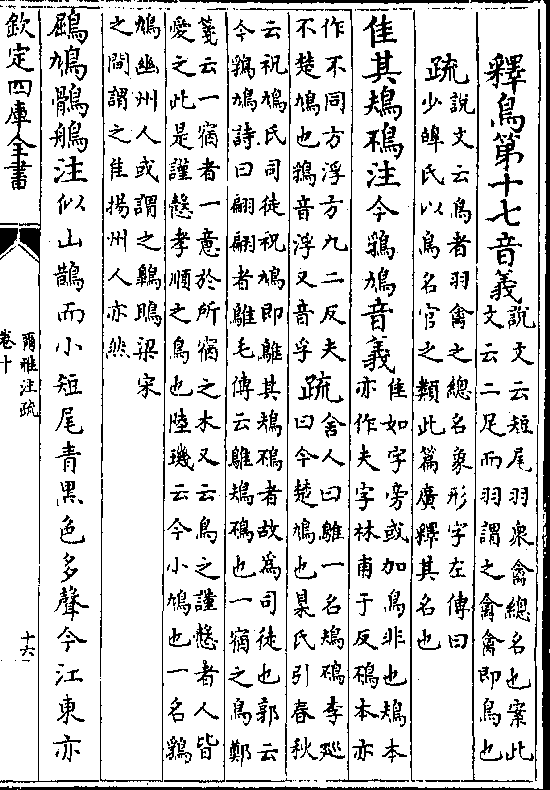 釋鳥第十七音義說文云短尾羽衆禽總名也案此
文云二足而羽謂之禽禽即鳥也
疏說文云鳥者羽禽之總名象形字左傳曰
少皥氏以鳥名官之類此篇廣釋其名也
隹其鳺鴀注今鵓鳩音義隹如字旁或加鳥非也鳺本
亦作夫字林甫于反鴀本亦
作不同方浮方九二反夫
不楚鳩也鵓音浮又音孚疏舍人曰鵻一名鳺鴀李廵
曰今楚鳩也某氏引春秋
云祝鳩氏司徒祝鳩即鵻其鳺鴀者故爲司徒也郭云
今鵓鳩詩曰翩翩者鵻毛傳云鵻鳺鴀也一宿之鳥鄭
箋云一宿者一意於所宿之木又云鳥之謹慤者人皆
愛之此是謹慤孝順之鳥也陸璣云今小鳩也一名鵓
鳩幽州人或謂之鷱鴡梁宋
之間謂之隹揚州人亦然
鶌鳩鶻鵃注似山鵲而小短尾青黑色多聲今江東亦
欽定四庫全書
爾雅注疏
卷十
十六